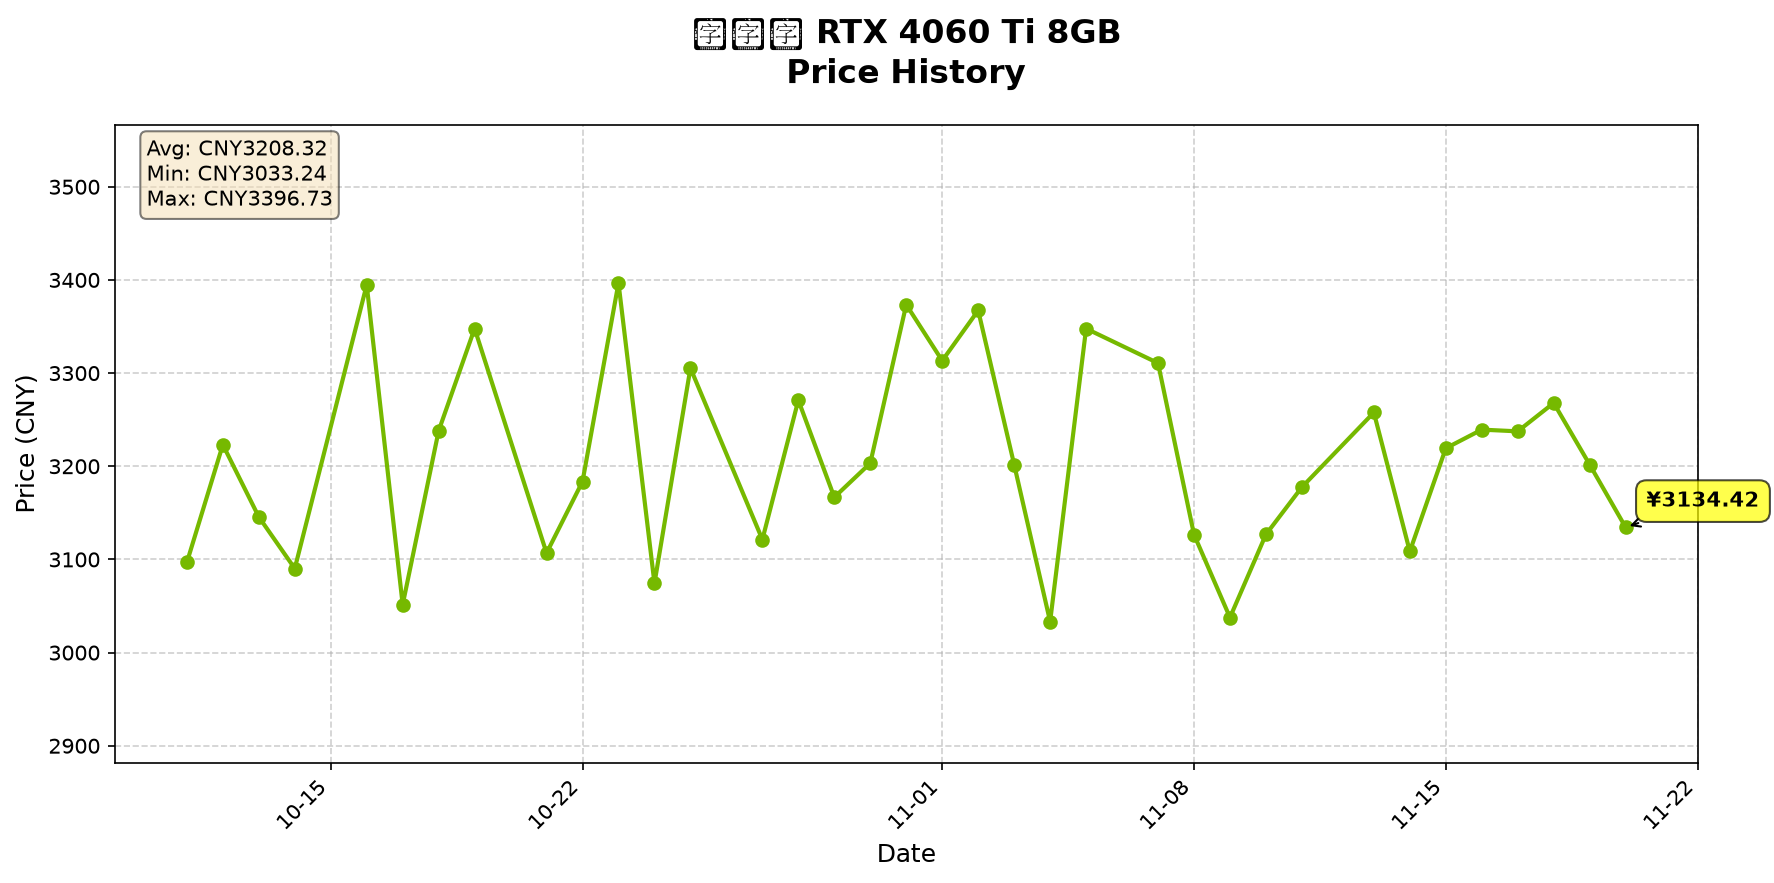 RTX 4060 Ti 8GB
Price History
Avg: CNY3208.32
Min: CNY3033.24
Max: CNY3396.73
3500
3400
3300
3200
3100
3000
2900
Price (CNY)
¥3134.42
10-15
10-22
11-01
11-08
11-15
11-22
Date